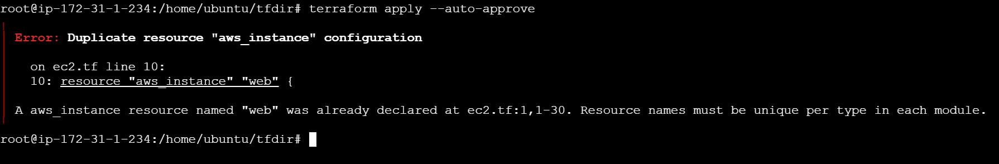 root@ip-172-31-1-234:/home/ubuntu/tfdir# terraform apply --auto-approve
Error: Duplicate resource "aws_instance" configuration
on ec2.tf line 10:
10: resource "aws_instance" "web" {
A aws_instance resource named "web" was already declared at ec2.tf:1,1-30. Resource names must be unique per type in each module.
root@ip-172-31-1-234:/home/ubuntu/tfdir#